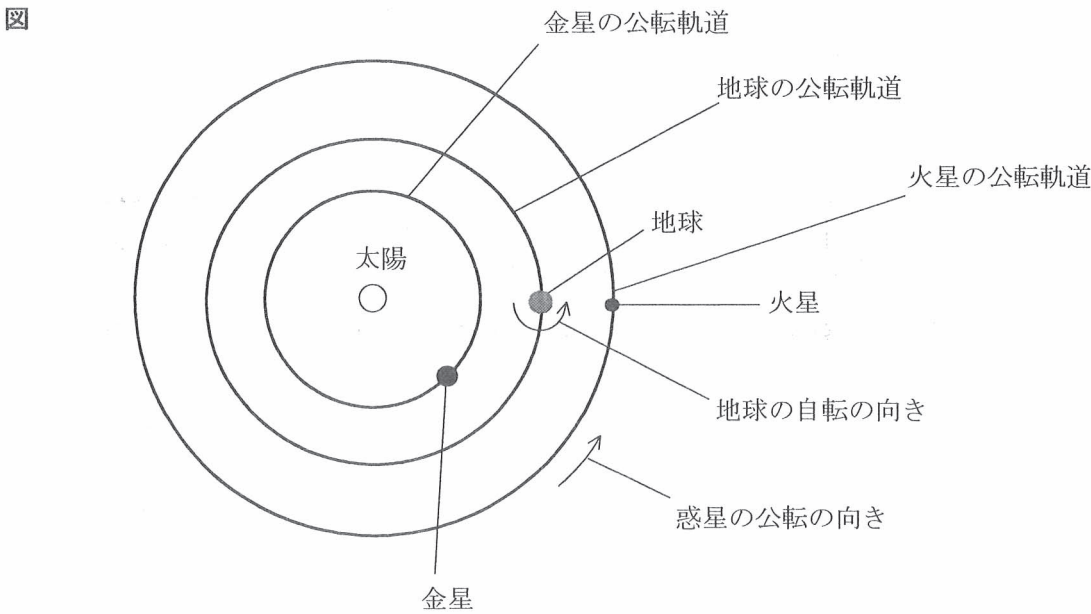 図
金星の公転軌道
地球の公転軌道
火星の公転軌道
地球
太陽
火星
地球の自転の向き
惑星の公転の向き
金星